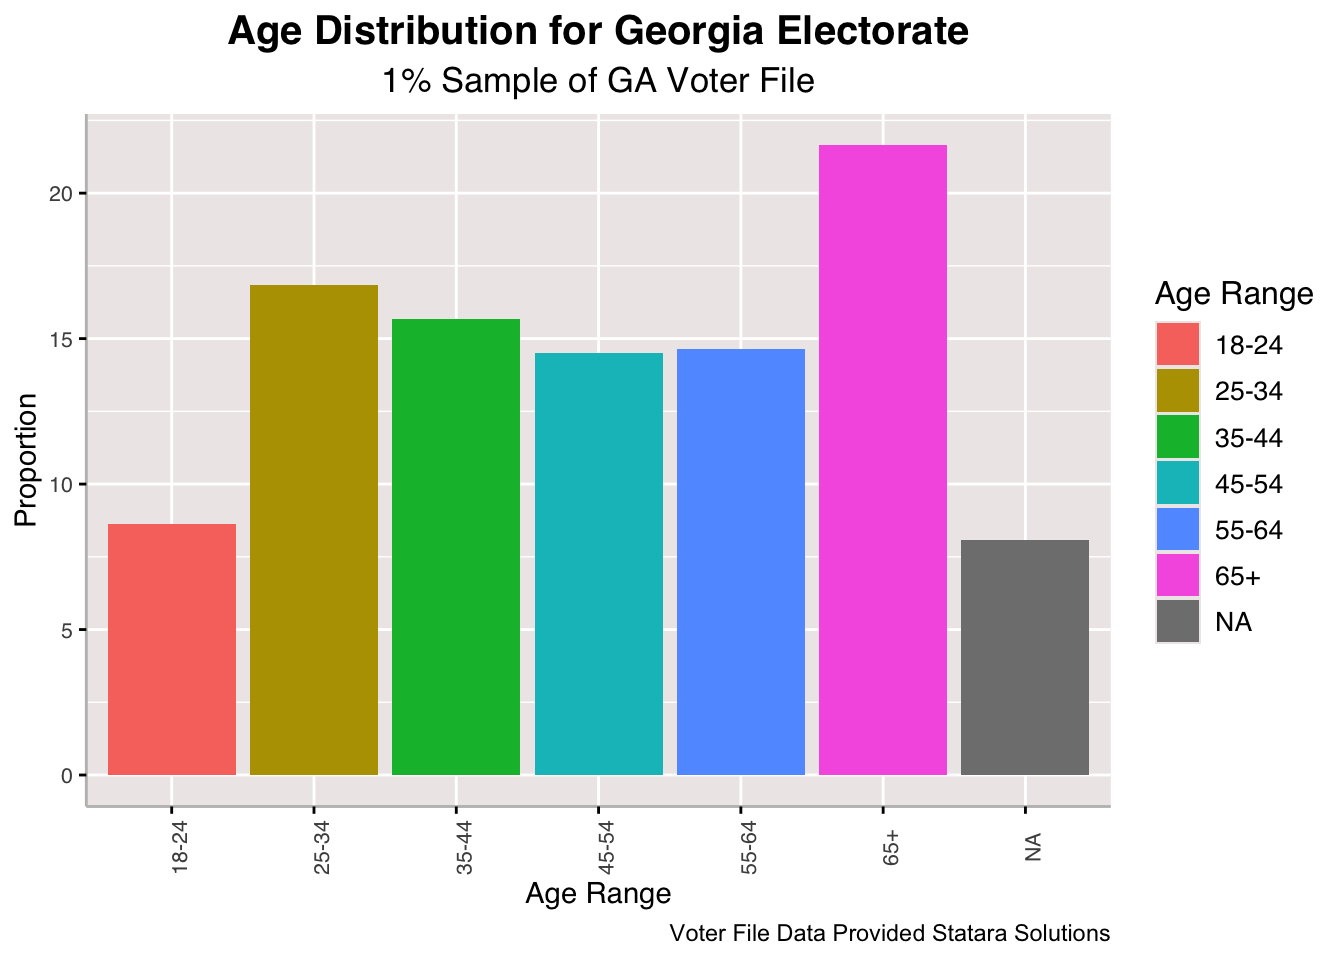 Age Distribution for Georgia Electorate
1% Sample of GA Voter File
Proportion
20
15
10
5
0
18-24
25-34
35-44
45-54
55-64
65+
NA
Age Range
Voter File Data Provided Statara Solutions
Age Range
18-24
25-34
35-44
45-54
55-64
65+
NA